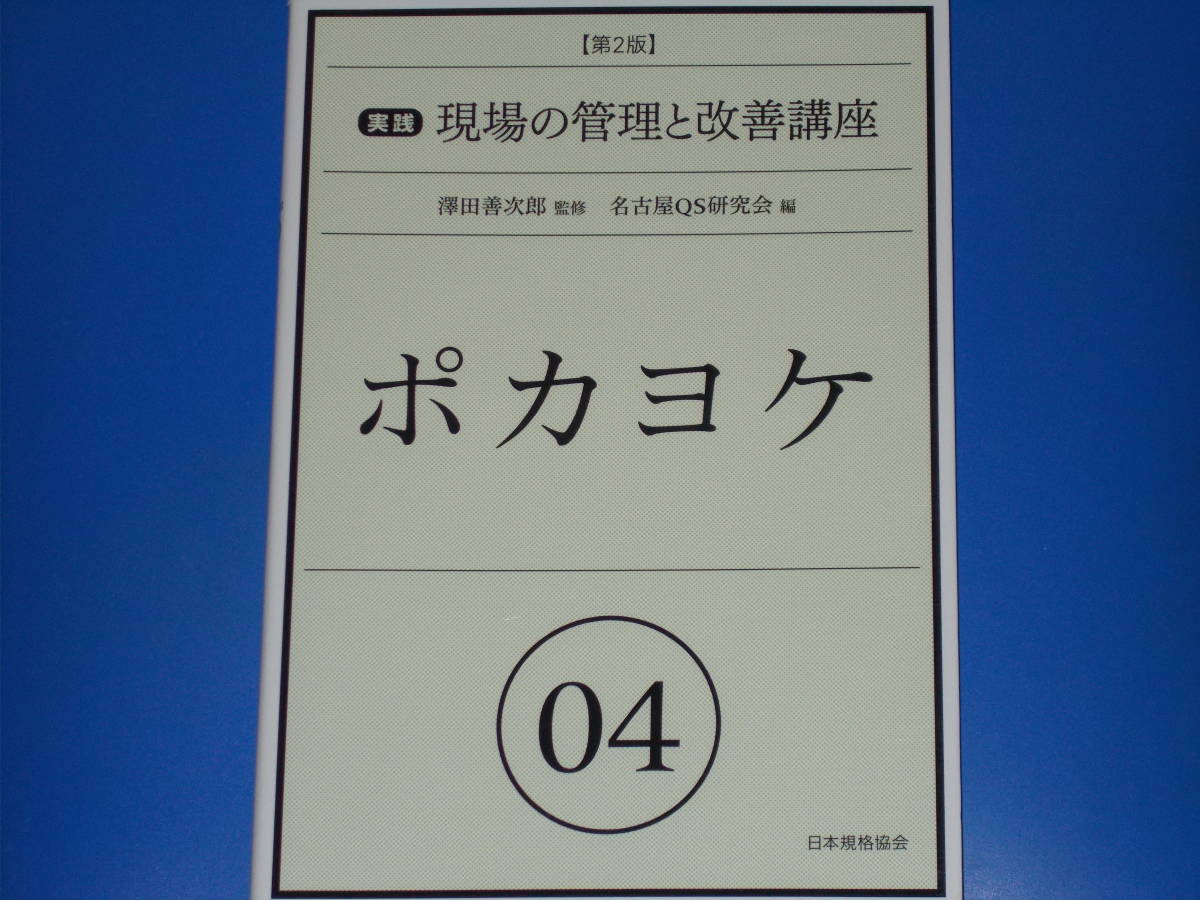 【第2版】
実践 現場の管理と改善講座
澤田善次郎 監修 名古屋QS研究会 編
ポカヨケ
04
日本規格協会